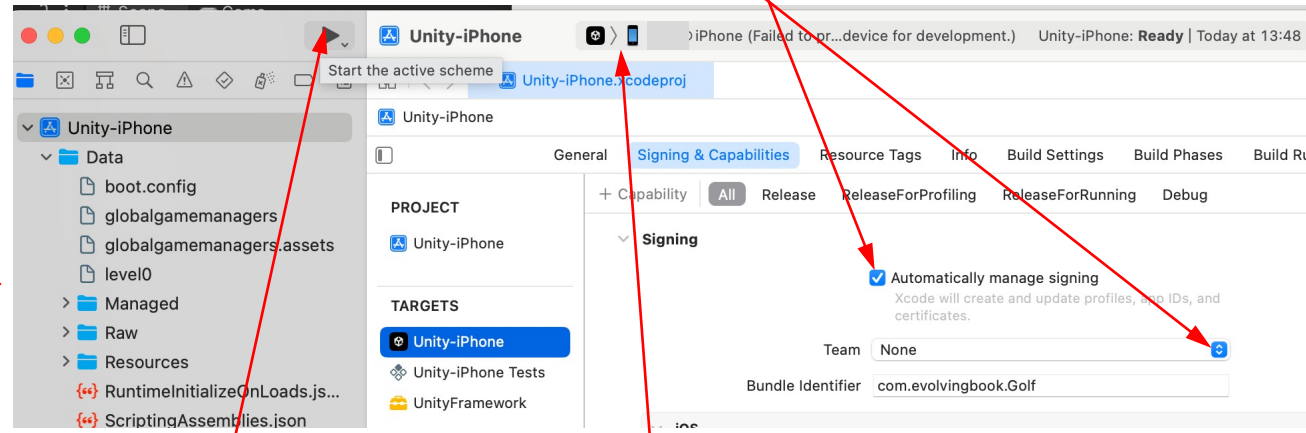 Unity-iPhone
iPhone (Failed to pr...device for development.)
Unity-iPhone: Ready | Today at 13:48
Start the active scheme
Unity-iPhone.xcodeproj
Unity-iPhone
Unity-iPhone
Data
boot.config
globalgamemanagers
globalgamemanagers.assets
level0
Managed
Raw
Resources
RuntimeInitializeOnLoads.js...
ScriptingAssemblies.json
General Signing & Capabilities Resource Tags Info Build Settings Build Phases Build Ru
+ Capability All Release ReleaseForProfiling ReleaseForRunning Debug
PROJECT
Unity-iPhone
TARGETS
Unity-iPhone
Unity-iPhone Tests
UnityFramework
Signing
Automatically manage signing
Xcode will create and update profiles, app IDs, and
certificates.
Team None
Bundle Identifier com.evolvingbook.Golf
iOS